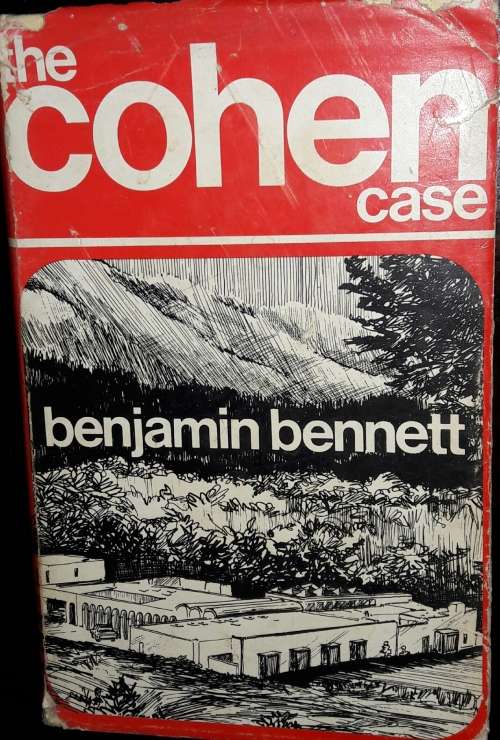 the
cohen
case
benjamin bennett